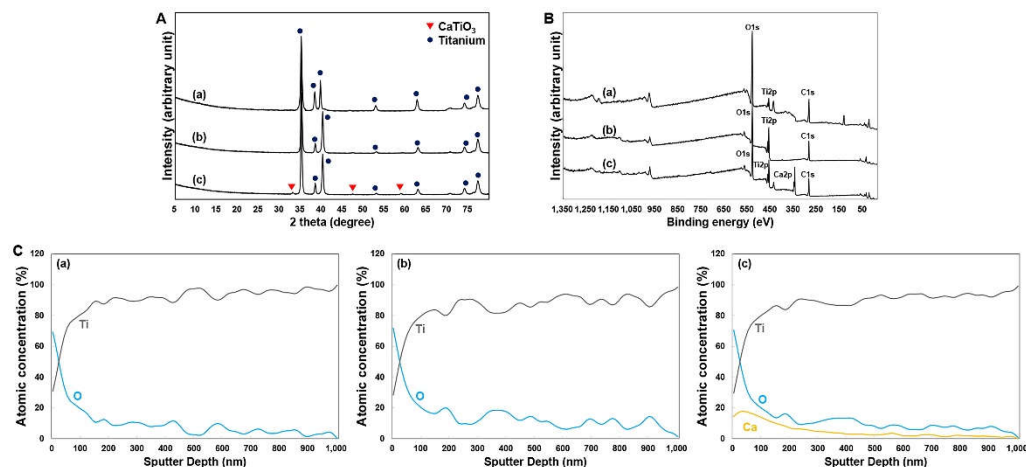 A
CaTiO3
Titanium
(a)
(b)
(c)
Intensity (arbitrary unit)
5 10 15 20 25 30 35 40 45 50 55 60 65 70 75
2 theta (degree)
B
O1s
(a)
Ti2p
C1s
O1s
(b)
Ti2p
C1s
O1s
(c)
Ti2p
Ca2p
C1s
Intensity (arbitrary unit)
1,350 1,250 1,150 1,050 950 850 750 650 550 450 350 250 150 50
Binding energy (eV)
C
(a)
Atomic concentration (%)
120
100
80
60
40
20
0
Ti
O
0 100 200 300 400 500 600 700 800 900 1,000
Sputter Depth (nm)
(b)
Atomic concentration (%)
120
100
80
60
40
20
0
Ti
O
0 100 200 300 400 500 600 700 800 900 1,000
Sputter Depth (nm)
(c)
Atomic concentration (%)
120
100
80
60
40
20
0
Ti
O
Ca
0 100 200 300 400 500 600 700 800 900 1,000
Sputter Depth (nm)